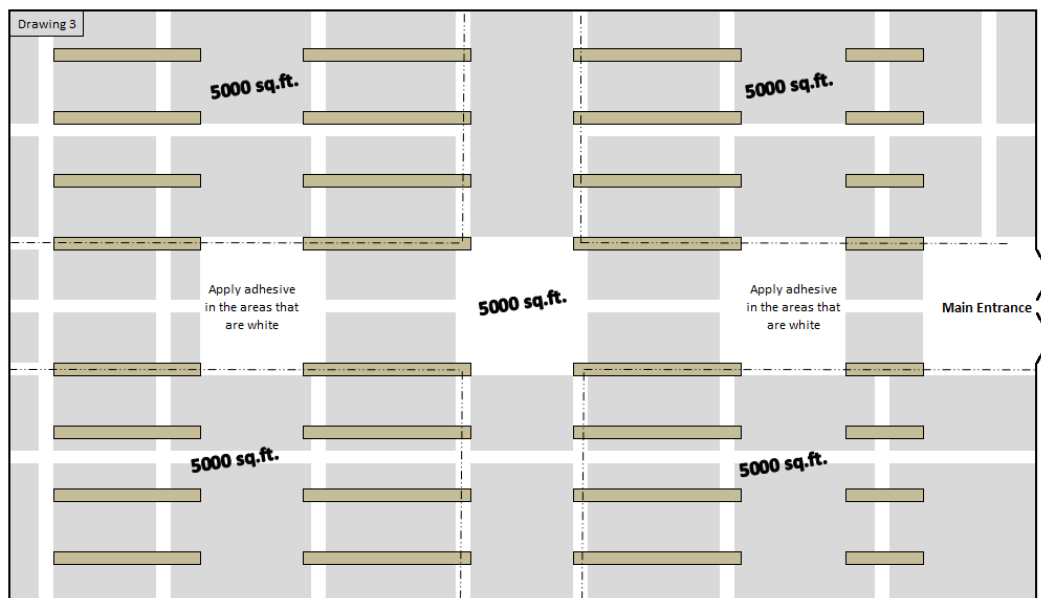 Drawing 3
5000 sq.ft.
5000 sq.ft.
Apply adhesive
in the areas that
are white
5000 sq.ft.
Apply adhesive
in the areas that
are white
Main Entrance
5000 sq.ft.
5000 sq.ft.